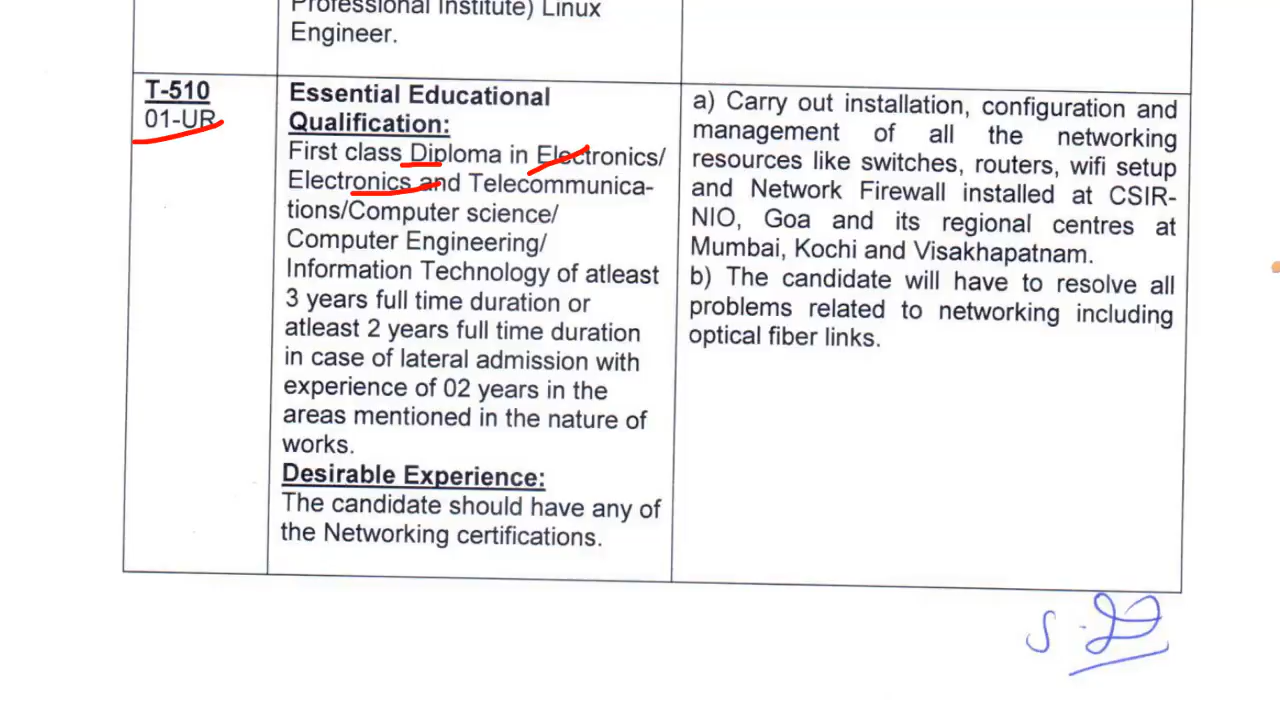 Professional Institute) Linux
Engineer.
T-510
01-UR
Essential Educational
Qualification:
First class Diploma in Electronics/
Electronics and Telecommunica-
tions/Computer science/
Computer Engineering/
Information Technology of atleast
3 years full time duration or
atleast 2 years full time duration
in case of lateral admission with
experience of 02 years in the
areas mentioned in the nature of
works.
Desirable Experience:
The candidate should have any of
the Networking certifications.
a) Carry out installation, configuration and
management of all the networking
resources like switches, routers, wifi setup
and Network Firewall installed at CSIR-
NIO, Goa and its regional centres at
Mumbai, Kochi and Visakhapatnam.
b) The candidate will have to resolve all
problems related to networking including
optical fiber links.